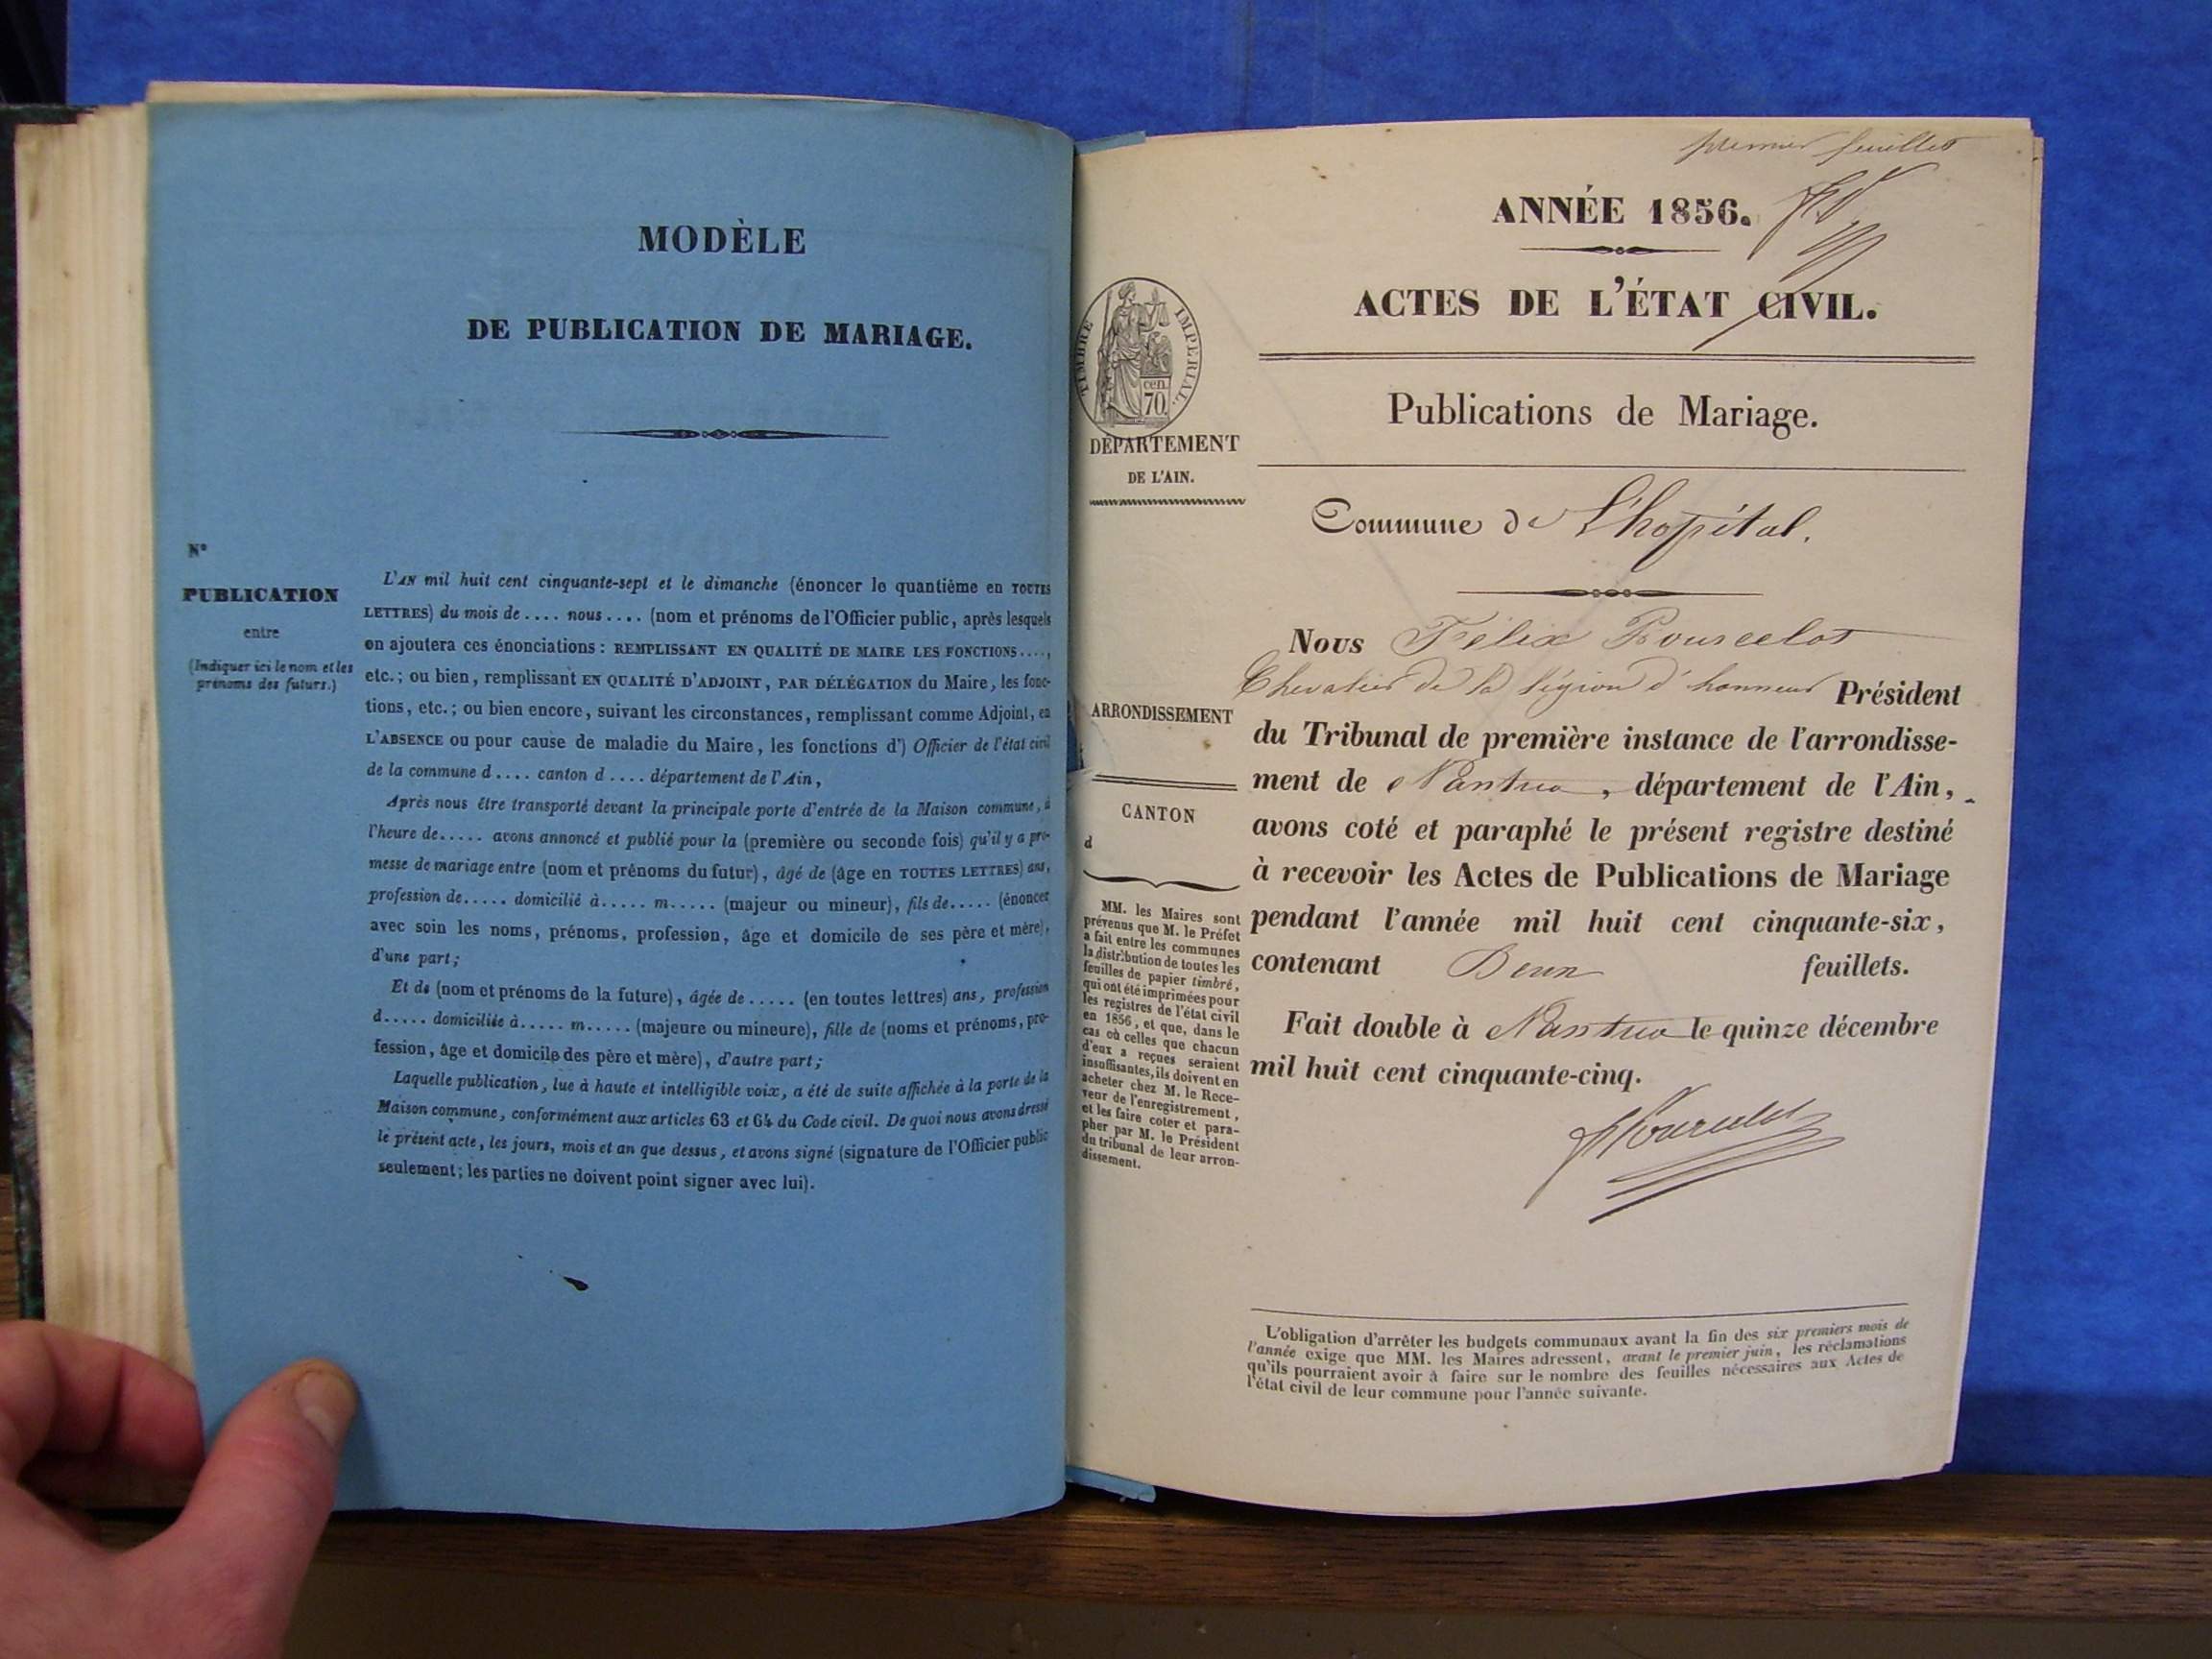 MODÈLE
DE PUBLICATION DE MARIAGE.
N°
PUBLICATION
entre
(Indiquer ici le nom et les
prénoms des futurs.)
L'AN mil huit cent cinquante-sept et le dimanche (énoncer le quantième en TOUTES
LETTRES) du mois de .... nous .... (nom et prénoms de l'Officier public, après lesquels
on ajoutera ces énonciations : REMPLISSANT EN QUALITÉ DE MAIRE LES FONCTIONS....,
etc. ; ou bien, remplissant EN QUALITÉ D'ADJOINT, PAR DÉLÉGATION du Maire, les fonc-
tions, etc. ; ou bien encore, suivant les circonstances, remplissant comme Adjoint, en
L'ABSENCE ou pour cause de maladie du Maire, les fonctions d') Officier de l'état civil
de la commune d .... canton d .... département de l'Ain,
Après nous être transporté devant la principale porte d'entrée de la Maison commune, à
l'heure de..... avons annoncé et publié pour la (première ou seconde fois) qu'il y a pro-
messe de mariage entre (nom et prénoms du futur), âgé de (âge en TOUTES LETTRES) ans,
profession de..... domicilié à..... m..... (majeur ou mineur), fils de..... (énoncer
avec soin les noms, prénoms, profession, âge et domicile de ses père et mère),
d'une part ;
Et de (nom et prénoms de la future), âgée de ..... (en toutes lettres) ans, profession
d..... domiciliée à..... m..... (majeure ou mineure), fille de (noms et prénoms, pro-
fession, âge et domicile des père et mère), d'autre part ;
Laquelle publication, lue à haute et intelligible voix, a été de suite affichée à la porte de la
Maison commune, conformément aux articles 63 et 64 du Code civil. De quoi nous avons dressé
le présent acte, les jours, mois et an que dessus, et avons signé (signature de l'Officier public
seulement ; les parties ne doivent point signer avec lui).
premier feuillet
ANNÉE 1856.
ACTES DE L'ÉTAT CIVIL.
TIMBRE IMPERIAL.
cen.
70.
Publications de Mariage.
DÉPARTEMENT
DE L'AIN.
Commune de L'hopital.
Nous Félix Bourcelot
Chevalier de la légion d'honneur Président
du Tribunal de première instance de l'arrondisse-
ment de Nantua, département de l'Ain,
avons coté et paraphé le présent registre destiné
à recevoir les Actes de Publications de Mariage
pendant l'année mil huit cent cinquante-six,
contenant Deux feuillets.
Fait double à Nantua le quinze décembre
mil huit cent cinquante-cinq.
ARRONDISSEMENT
CANTON
d
MM. les Maires sont
prévenus que M. le Préfet
a fait entre les communes
la distribution de toutes les
feuilles de papier timbré,
qui ont été imprimées pour
les registres de l'état civil
en 1856, et que, dans le
cas où celles que chacun
d'eux a reçues seraient
insuffisantes, ils doivent en
acheter chez M. le Rece-
veur de l'enregistrement,
et les faire coter et para-
pher par M. le Président
du tribunal de leur arron-
dissement.
L'obligation d'arrêter les budgets communaux avant la fin des six premiers mois de
l'année exige que MM. les Maires adressent, avant le premier juin, les réclamations
qu'ils pourraient avoir à faire sur le nombre des feuilles nécessaires aux Actes de
l'état civil de leur commune pour l'année suivante.